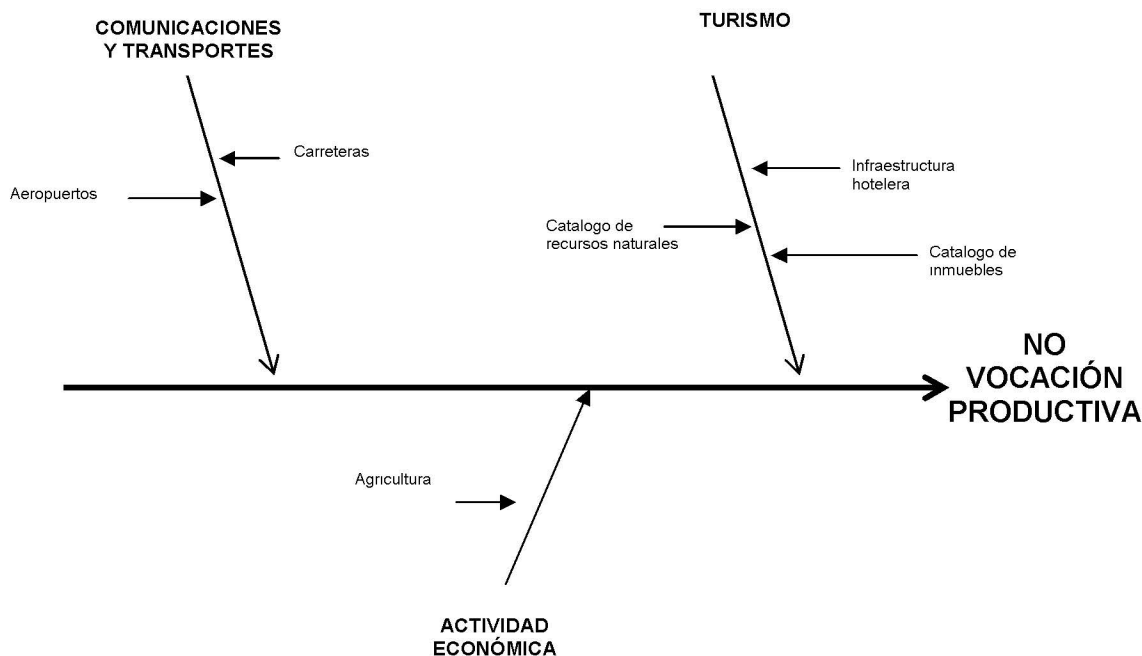 COMUNICACIONES
Y TRANSPORTES
TURISMO
Carreteras
Aeropuertos
Infraestructura
hotelera
Catalogo de
recursos naturales
Catalogo de
inmuebles
NO
VOCACIÓN
PRODUCTIVA
Agricultura
ACTIVIDAD
ECONÓMICA